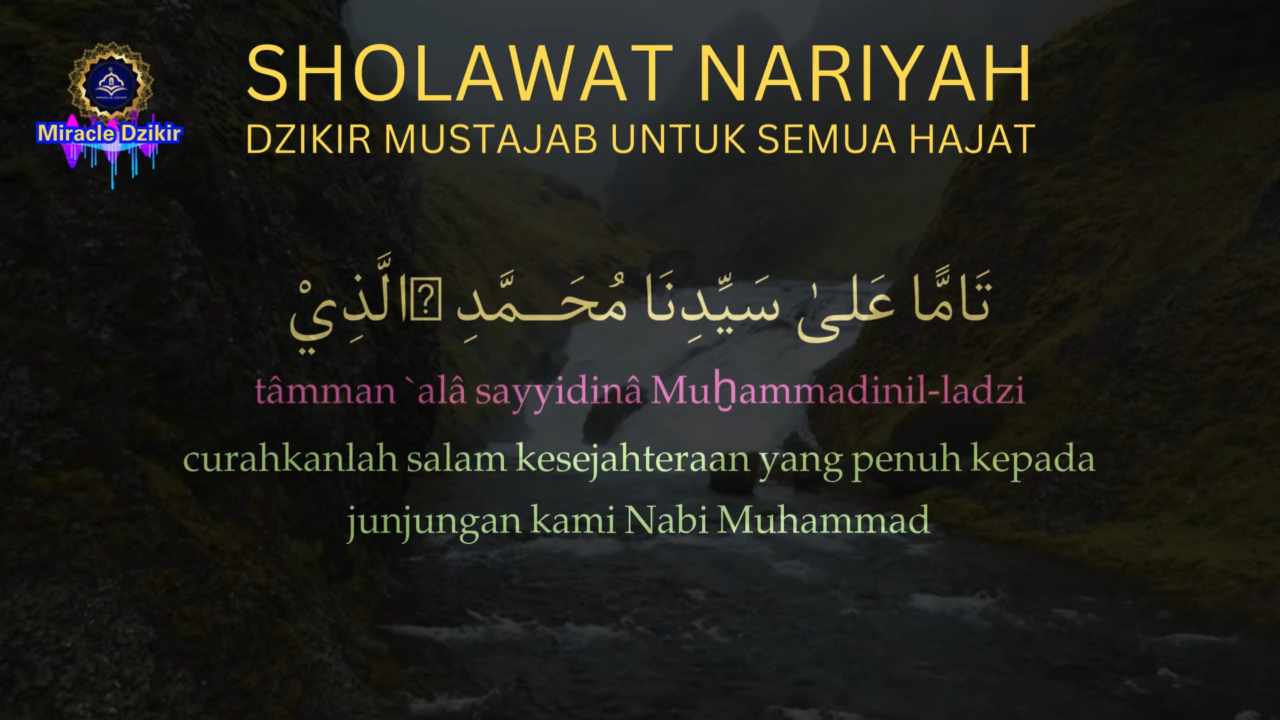 Miracle Dzikir
SHOLAWAT NARIYAH
DZIKIR MUSTAJAB UNTUK SEMUA HAJAT
تَامًّا عَلىٰ سَيِّدِنَا مُحَـــمَّدِ الَّذِيْ
tâmman `alâ sayyidinâ Muḫammadinil-ladzi
curahkanlah salam kesejahteraan yang penuh kepada
junjungan kami Nabi Muhammad